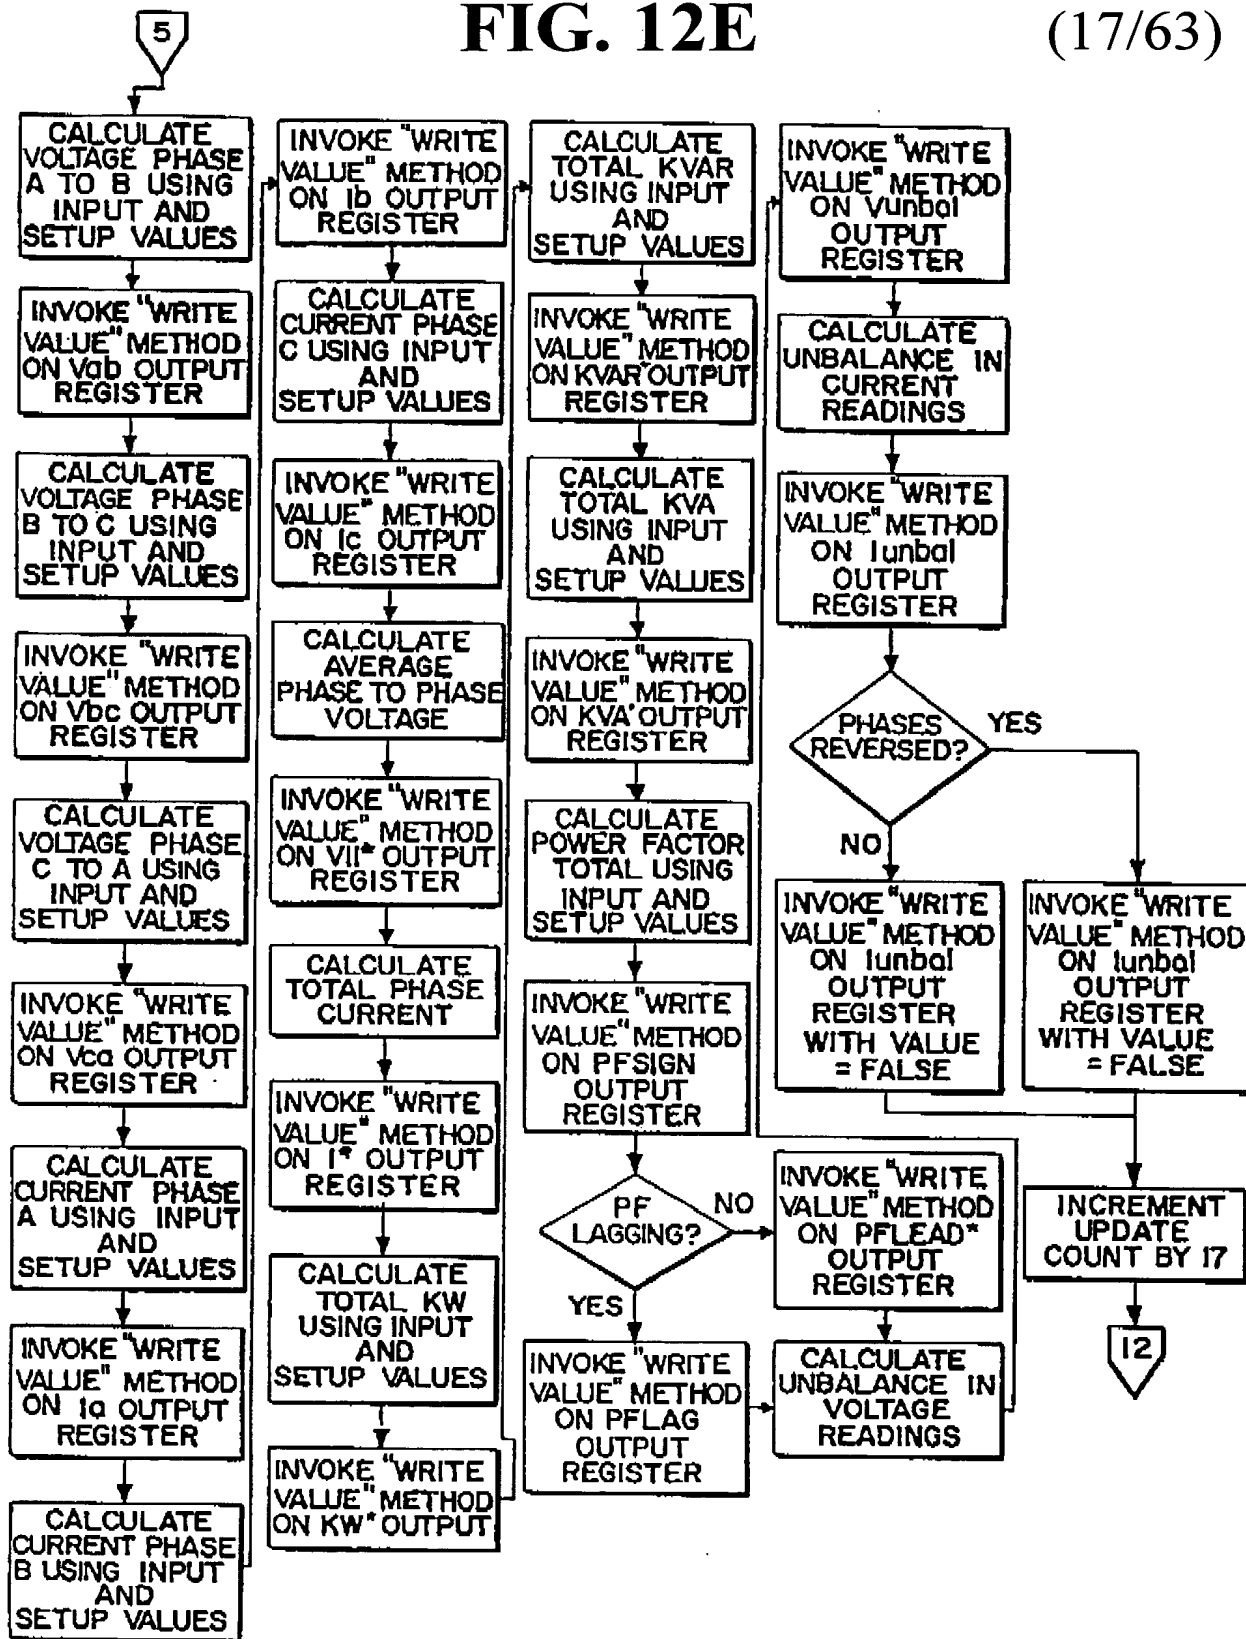 FIG. 12E
(17/63)
5
CALCULATE
VOLTAGE PHASE
A TO B USING
INPUT AND
SETUP VALUES
INVOKE "WRITE
VALUE" METHOD
ON Vab OUTPUT
REGISTER
CALCULATE
VOLTAGE PHASE
B TO C USING
INPUT AND
SETUP VALUES
INVOKE "WRITE
VALUE" METHOD
ON Vbc OUTPUT
REGISTER
CALCULATE
VOLTAGE PHASE
C TO A USING
INPUT AND
SETUP VALUES
INVOKE "WRITE
VALUE" METHOD
ON Vca OUTPUT
REGISTER
CALCULATE
CURRENT PHASE
A USING INPUT
AND
SETUP VALUES
INVOKE "WRITE
VALUE" METHOD
ON Ia OUTPUT
REGISTER
CALCULATE
CURRENT PHASE
B USING INPUT
AND
SETUP VALUES
INVOKE "WRITE
VALUE" METHOD
ON Ib OUTPUT
REGISTER
CALCULATE
CURRENT PHASE
C USING INPUT
AND
SETUP VALUES
INVOKE "WRITE
VALUE" METHOD
ON Ic OUTPUT
REGISTER
CALCULATE
AVERAGE
PHASE TO PHASE
VOLTAGE
INVOKE "WRITE
VALUE" METHOD
ON Vll* OUTPUT
REGISTER
CALCULATE
TOTAL PHASE
CURRENT
INVOKE "WRITE
VALUE" METHOD
ON I* OUTPUT
REGISTER
CALCULATE
TOTAL KW
USING INPUT
AND
SETUP VALUES
INVOKE "WRITE
VALUE" METHOD
ON KW* OUTPUT
CALCULATE
TOTAL KVAR
USING INPUT
AND
SETUP VALUES
INVOKE "WRITE
VALUE" METHOD
ON KVAR* OUTPUT
REGISTER
CALCULATE
TOTAL KVA
USING INPUT
AND
SETUP VALUES
INVOKE "WRITE
VALUE" METHOD
ON KVA* OUTPUT
REGISTER
CALCULATE
POWER FACTOR
TOTAL USING
INPUT AND
SETUP VALUES
INVOKE "WRITE
VALUE" METHOD
ON PFSIGN
OUTPUT
REGISTER
PF
LAGGING?
NO
YES
INVOKE "WRITE
VALUE" METHOD
ON PFLAG
OUTPUT
REGISTER
INVOKE "WRITE
VALUE" METHOD
ON PFLEAD*
OUTPUT
REGISTER
CALCULATE
UNBALANCE IN
VOLTAGE
READINGS
INVOKE "WRITE
VALUE" METHOD
ON Vunbal
OUTPUT
REGISTER
CALCULATE
UNBALANCE IN
CURRENT
READINGS
INVOKE "WRITE
VALUE" METHOD
ON Iunbal
OUTPUT
REGISTER
PHASES
REVERSED?
YES
NO
INVOKE "WRITE
VALUE" METHOD
ON Iunbal
OUTPUT
REGISTER
WITH VALUE
= FALSE
INVOKE "WRITE
VALUE" METHOD
ON Iunbal
OUTPUT
REGISTER
WITH VALUE
= FALSE
INCREMENT
UPDATE
COUNT BY 17
12